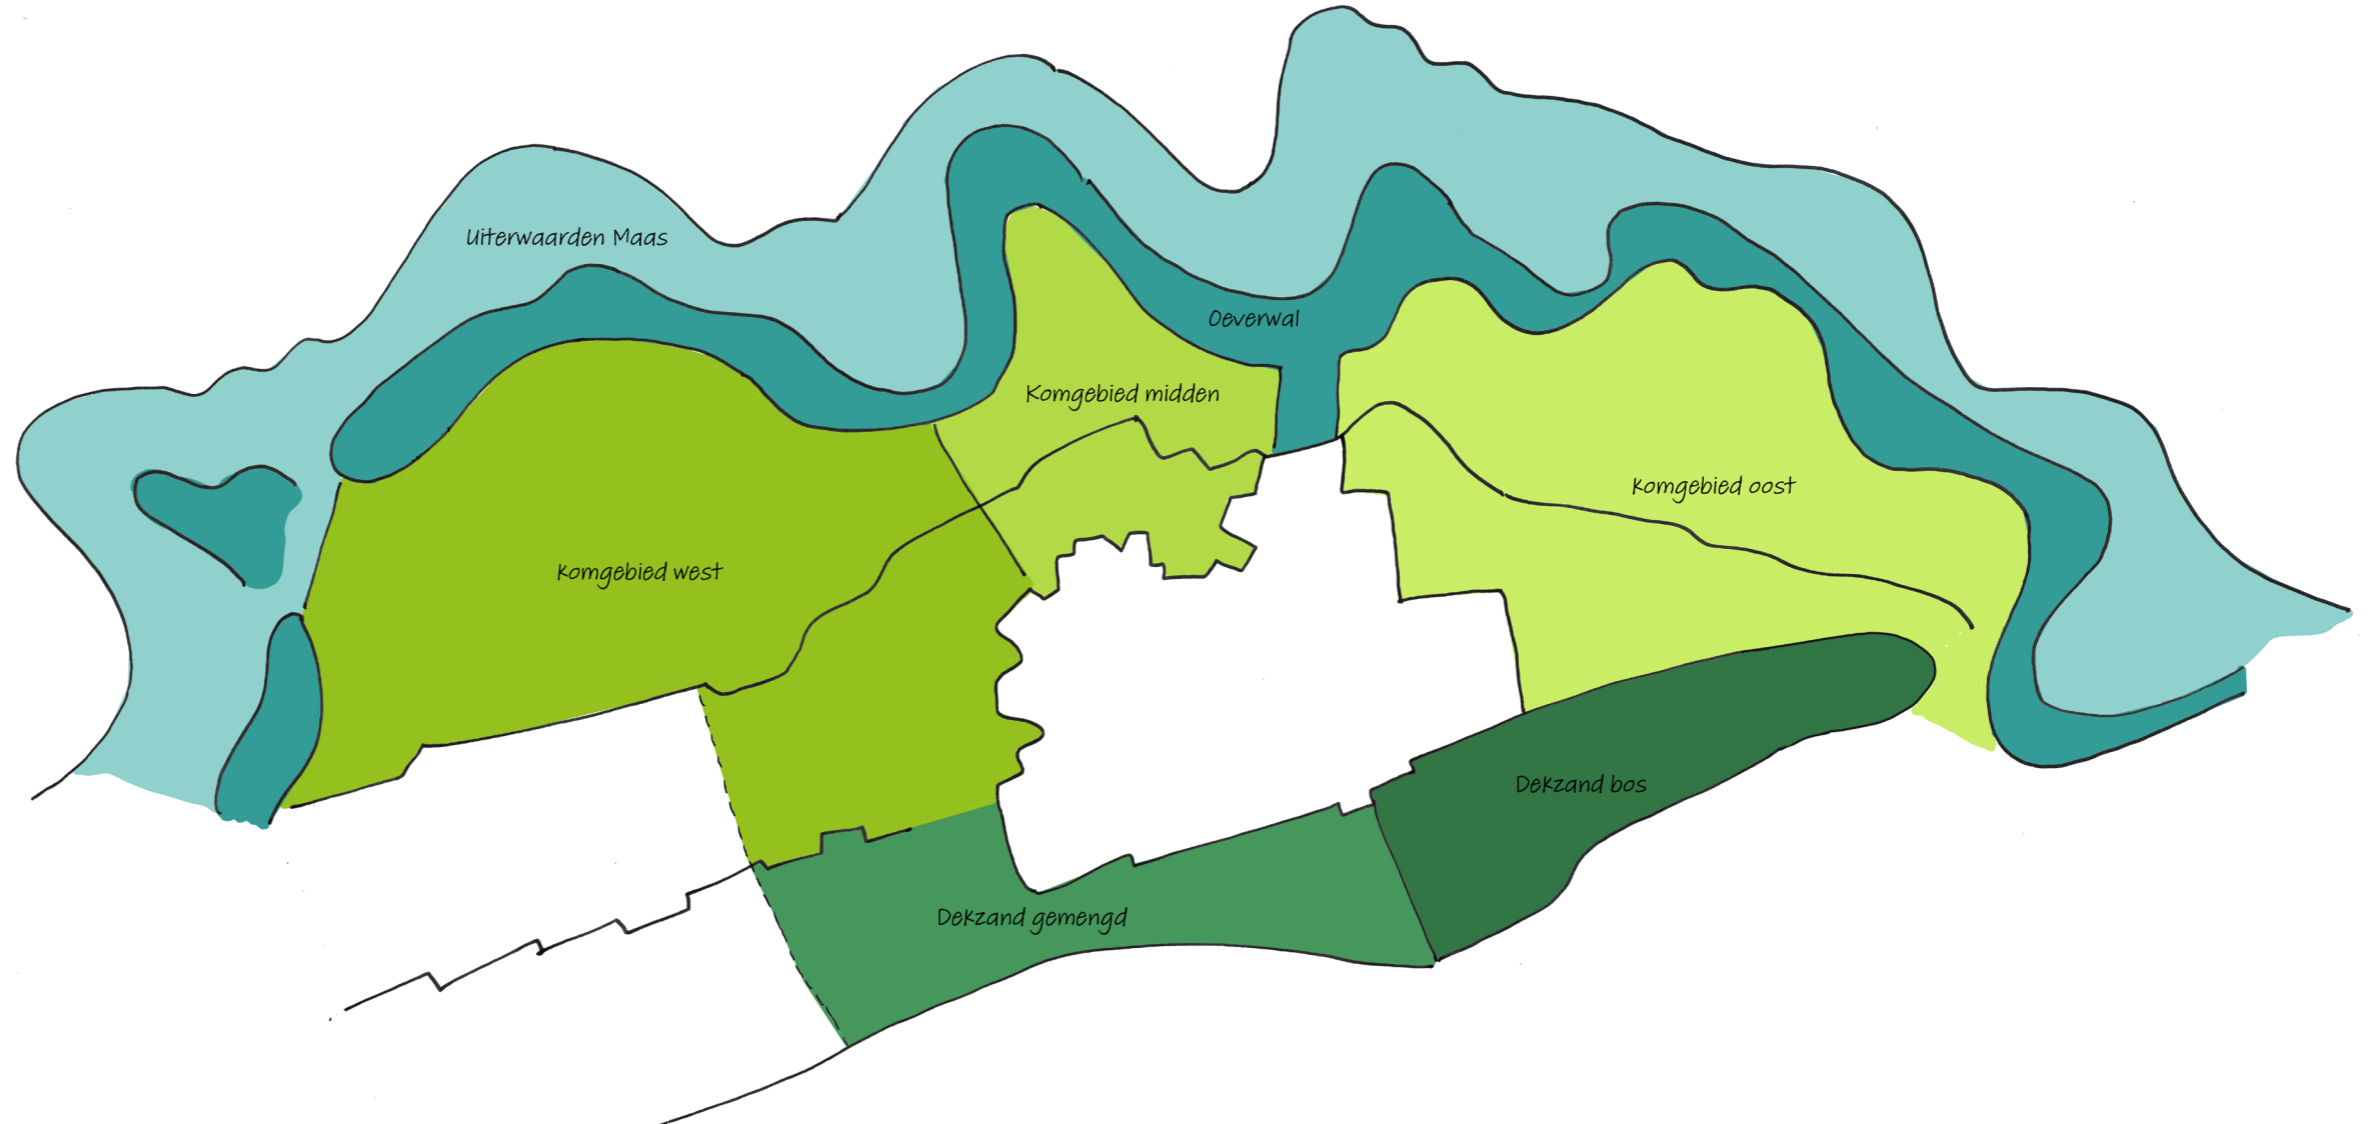 Uiterwaarden Maas
Oeverwal
Komgebied midden
Komgebied oost
Komgebied west
Dekzand bos
Dekzand gemengd